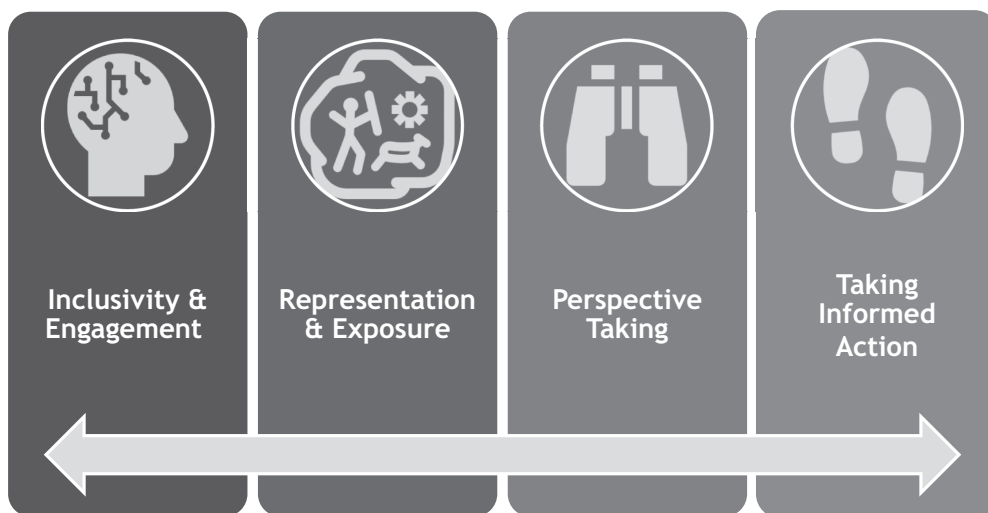 Inclusivity &
Engagement
Representation
& Exposure
Perspective
Taking
Taking
Informed
Action